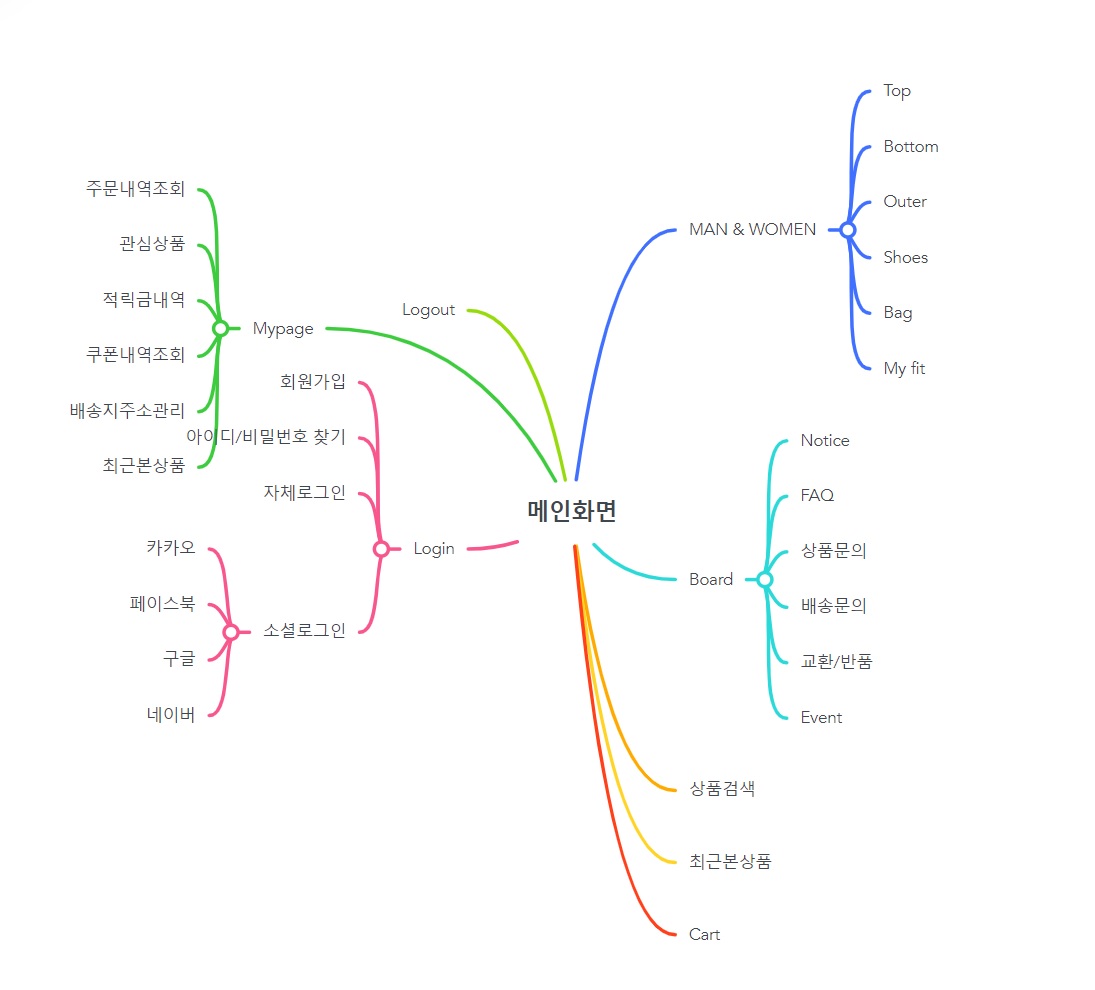 메인화면
MAN & WOMEN
Top
Bottom
Outer
Shoes
Bag
My fit
Board
Notice
FAQ
상품문의
배송문의
교환/반품
Event
상품검색
최근본상품
Cart
Logout
Mypage
주문내역조회
관심상품
적릭금내역
쿠폰내역조회
배송지주소관리
최근본상품
Login
회원가입
아이디/비밀번호 찾기
자체로그인
소셜로그인
카카오
페이스북
구글
네이버